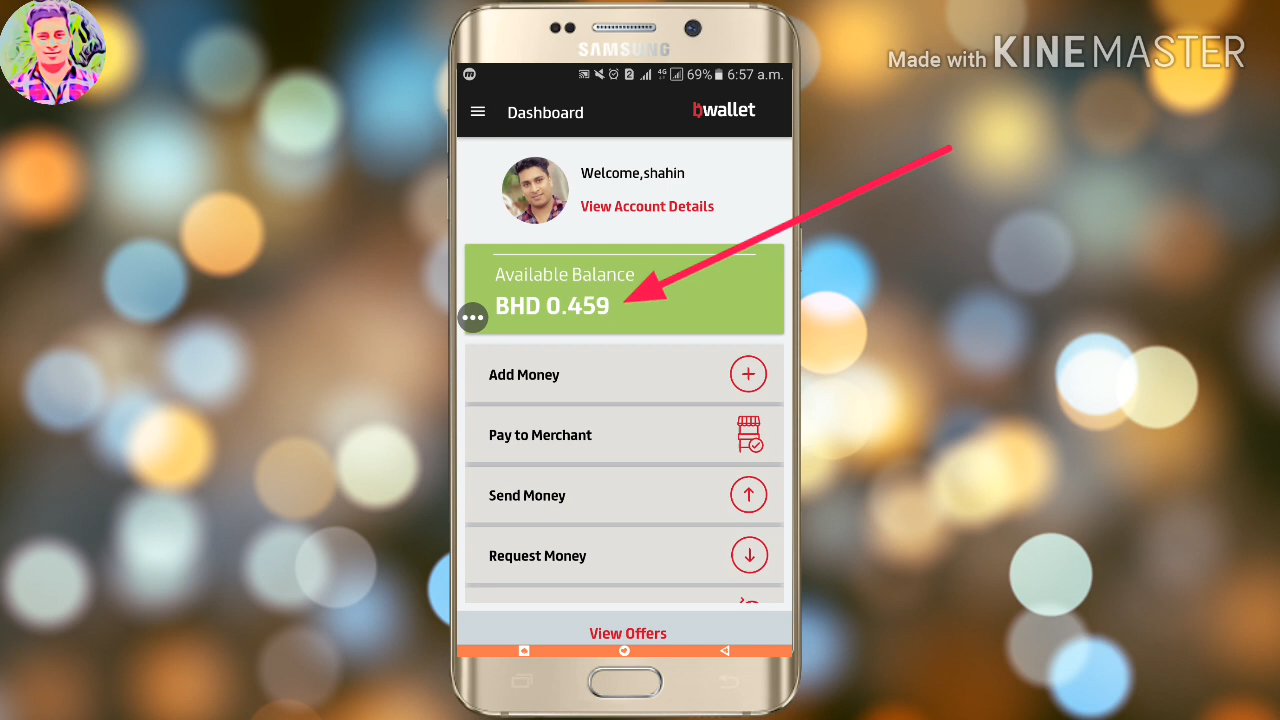 Made with KINEMASTER
SAMSUNG
4G 69% 6:57 a.m.
Dashboard
bwallet
Welcome,shahin
View Account Details
Available Balance
BHD 0.459
Add Money
Pay to Merchant
Send Money
Request Money
View Offers